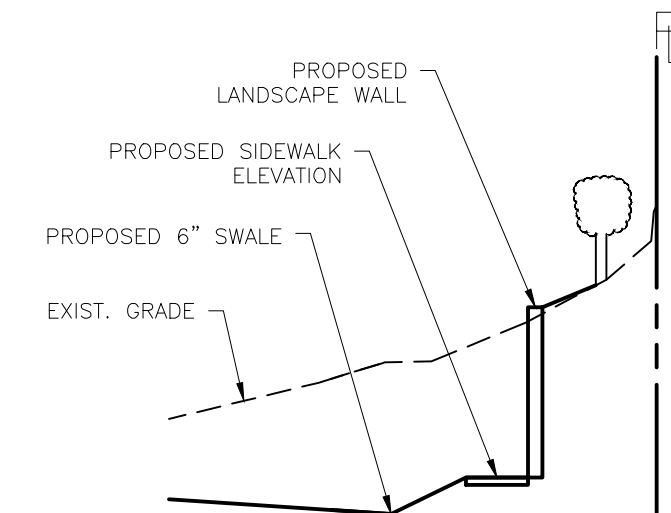 PROPOSED
LANDSCAPE WALL
PROPOSED SIDEWALK
ELEVATION
PROPOSED 6" SWALE
EXIST. GRADE